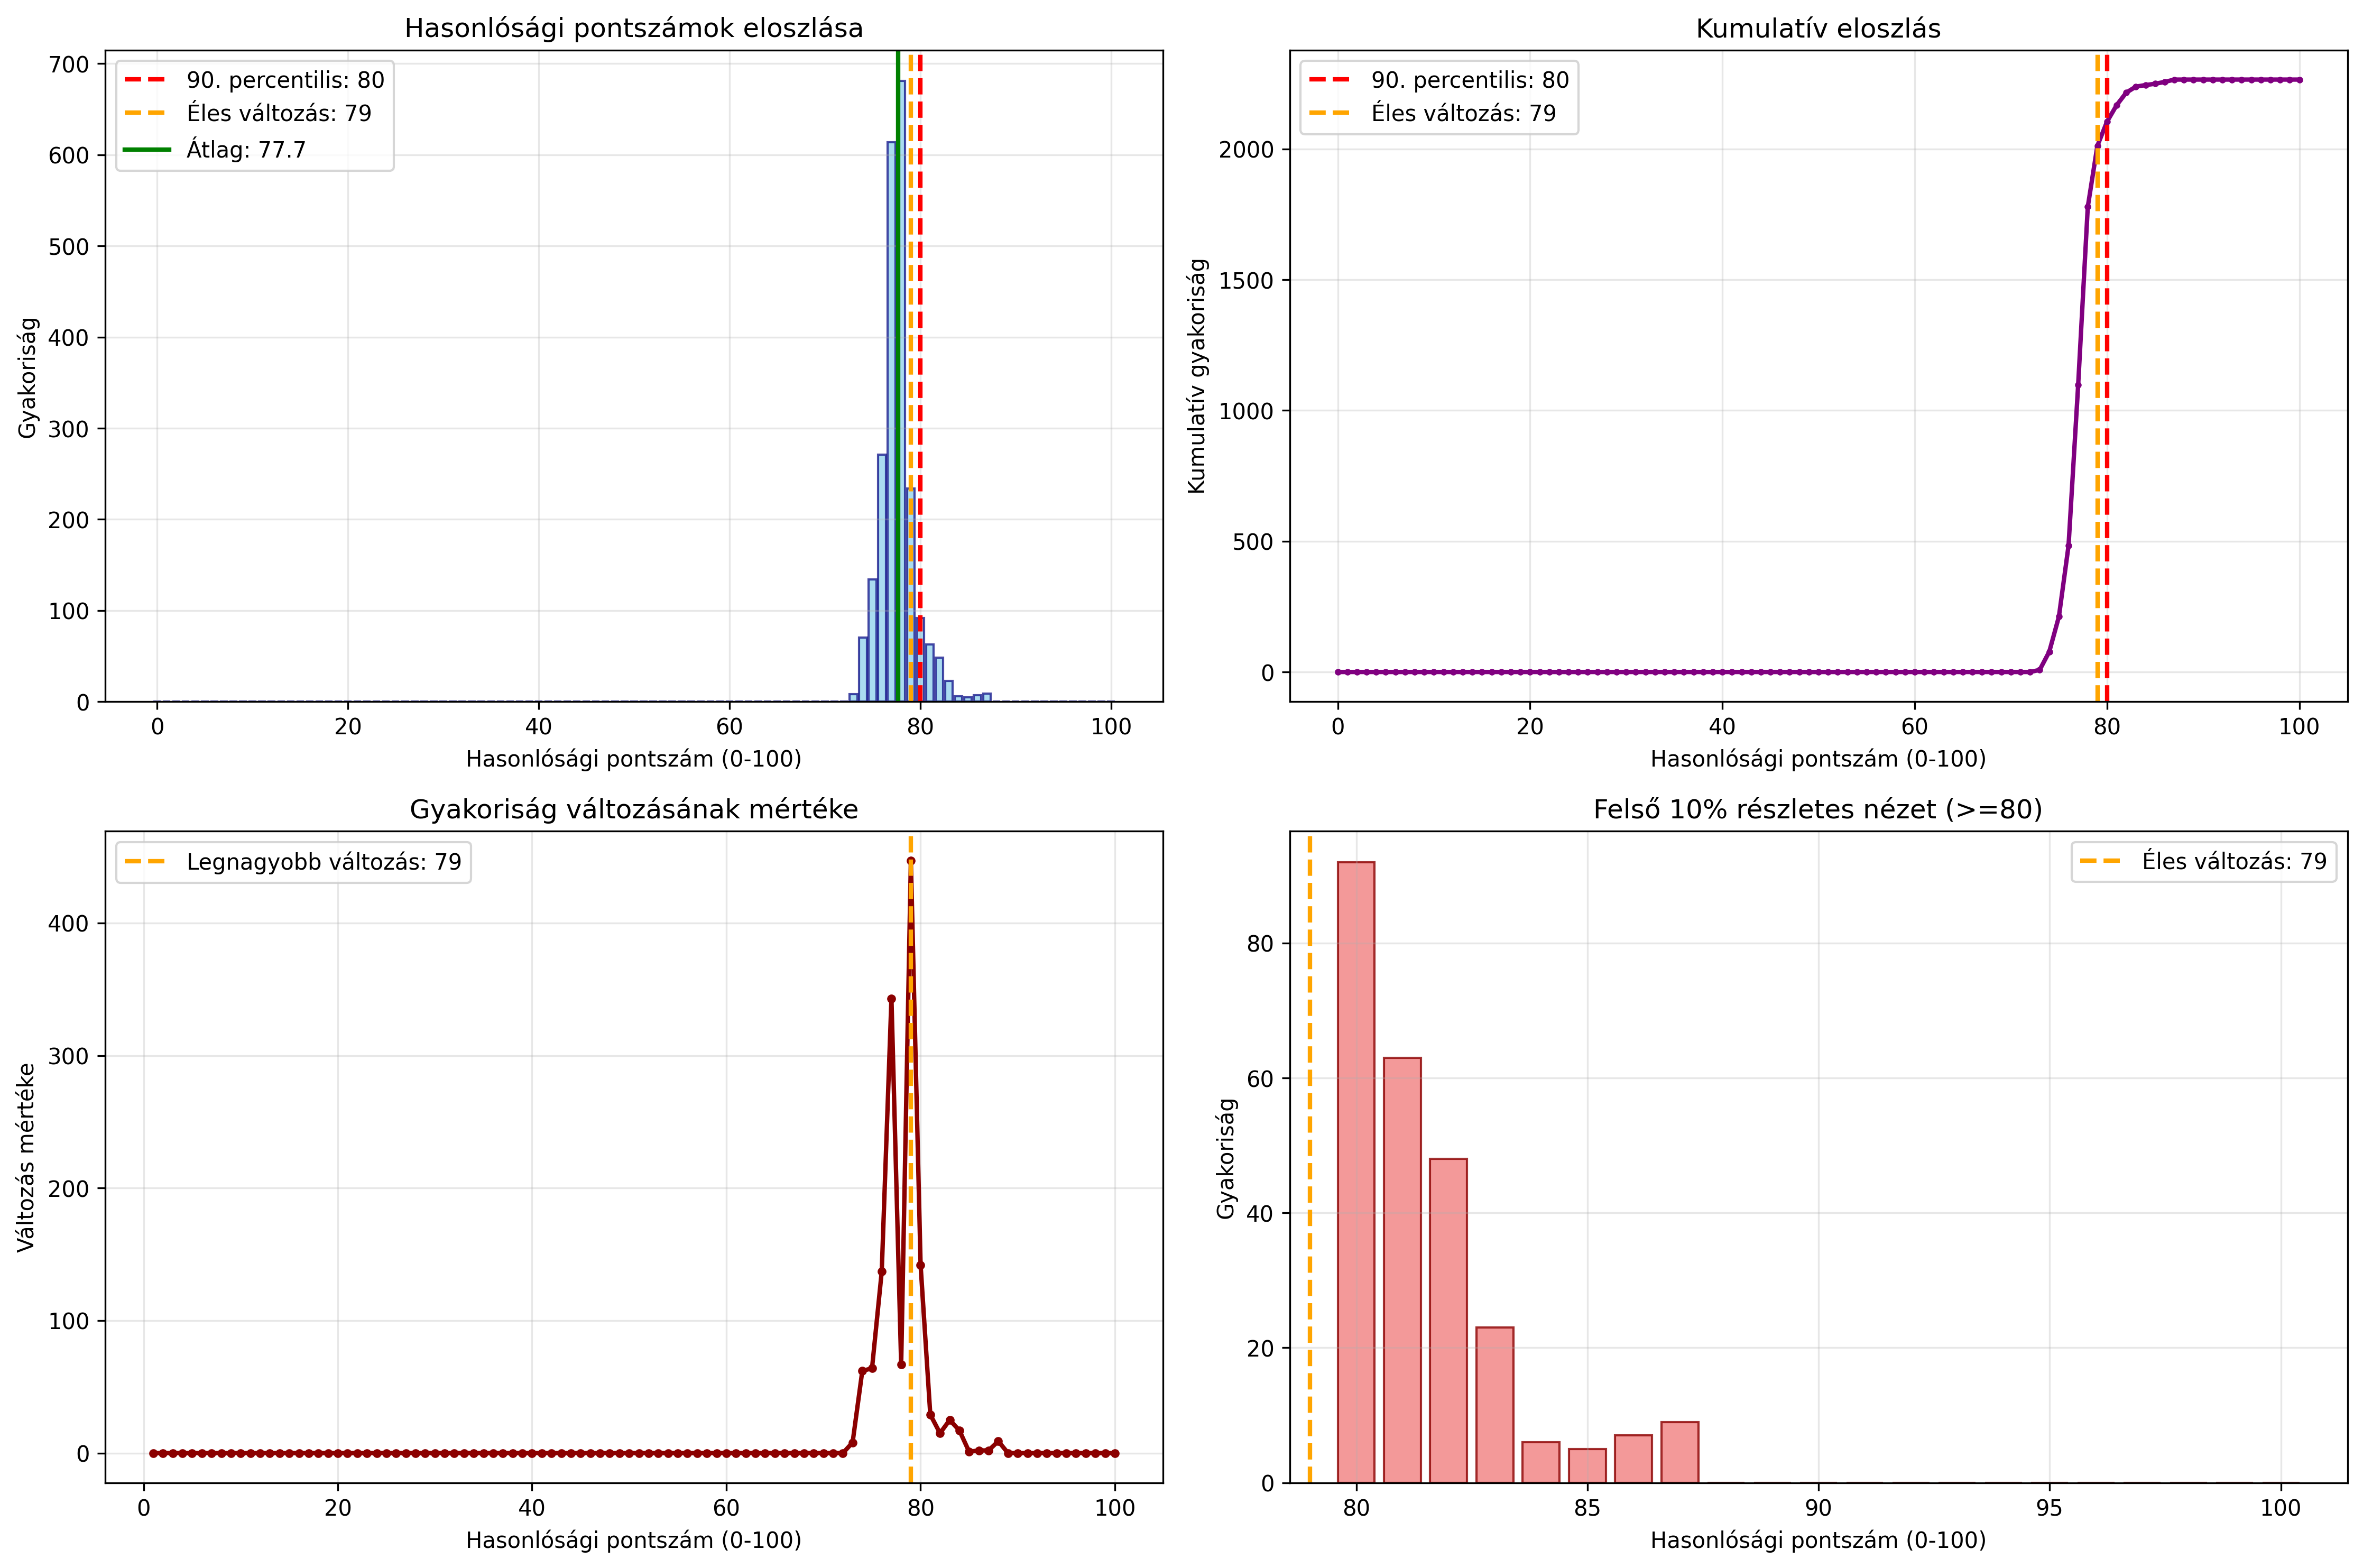 Hasonlósági pontszámok eloszlása
700
600
500
400
300
200
100
0
Gyakoriság
90. percentilis: 80
Éles változás: 79
Átlag: 77.7
0 20 40 60 80 100
Hasonlósági pontszám (0-100)
Kumulatív eloszlás
2000
1500
1000
500
0
Kumulatív gyakoriság
90. percentilis: 80
Éles változás: 79
0 20 40 60 80 100
Hasonlósági pontszám (0-100)
Gyakoriság változásának mértéke
400
300
200
100
0
Változás mértéke
Legnagyobb változás: 79
0 20 40 60 80 100
Hasonlósági pontszám (0-100)
Felső 10% részletes nézet (>=80)
80
60
40
20
0
Gyakoriság
Éles változás: 79
80 85 90 95 100
Hasonlósági pontszám (0-100)